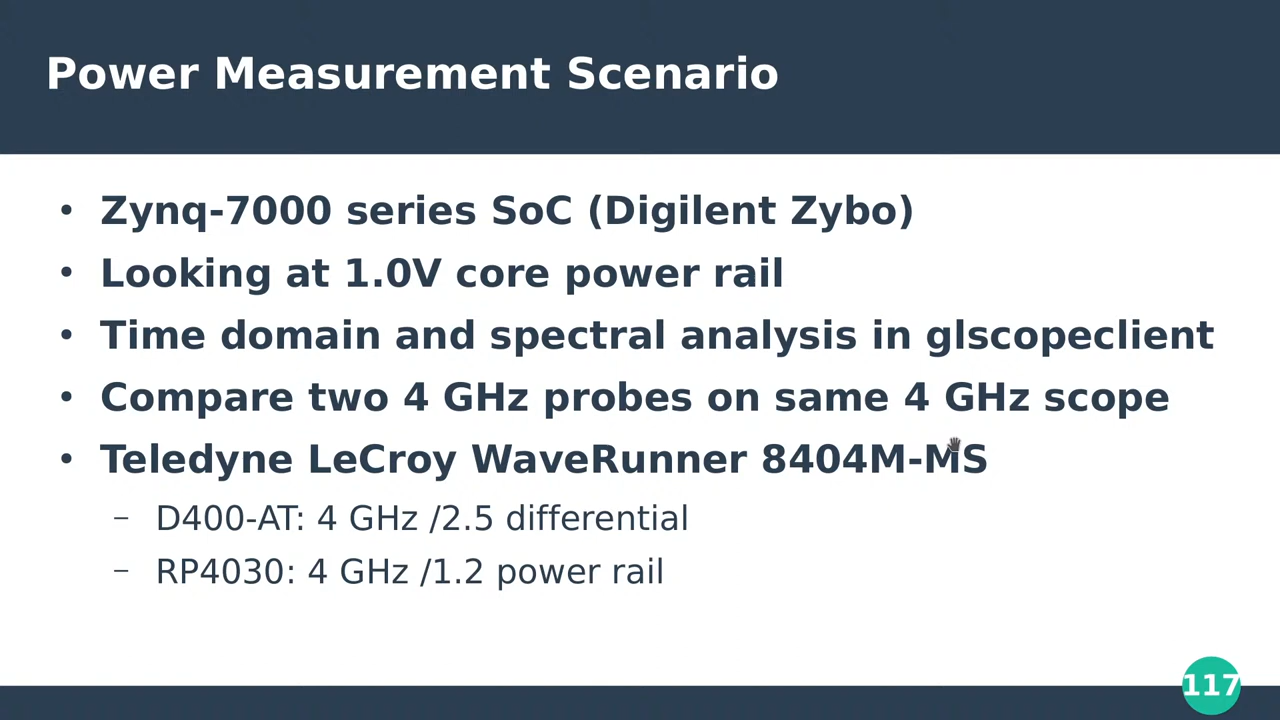 Power Measurement Scenario
• Zynq-7000 series SoC (Digilent Zybo)
• Looking at 1.0V core power rail
• Time domain and spectral analysis in glscopeclient
• Compare two 4 GHz probes on same 4 GHz scope
• Teledyne LeCroy WaveRunner 8404M-MS
– D400-AT: 4 GHz /2.5 differential
– RP4030: 4 GHz /1.2 power rail
117